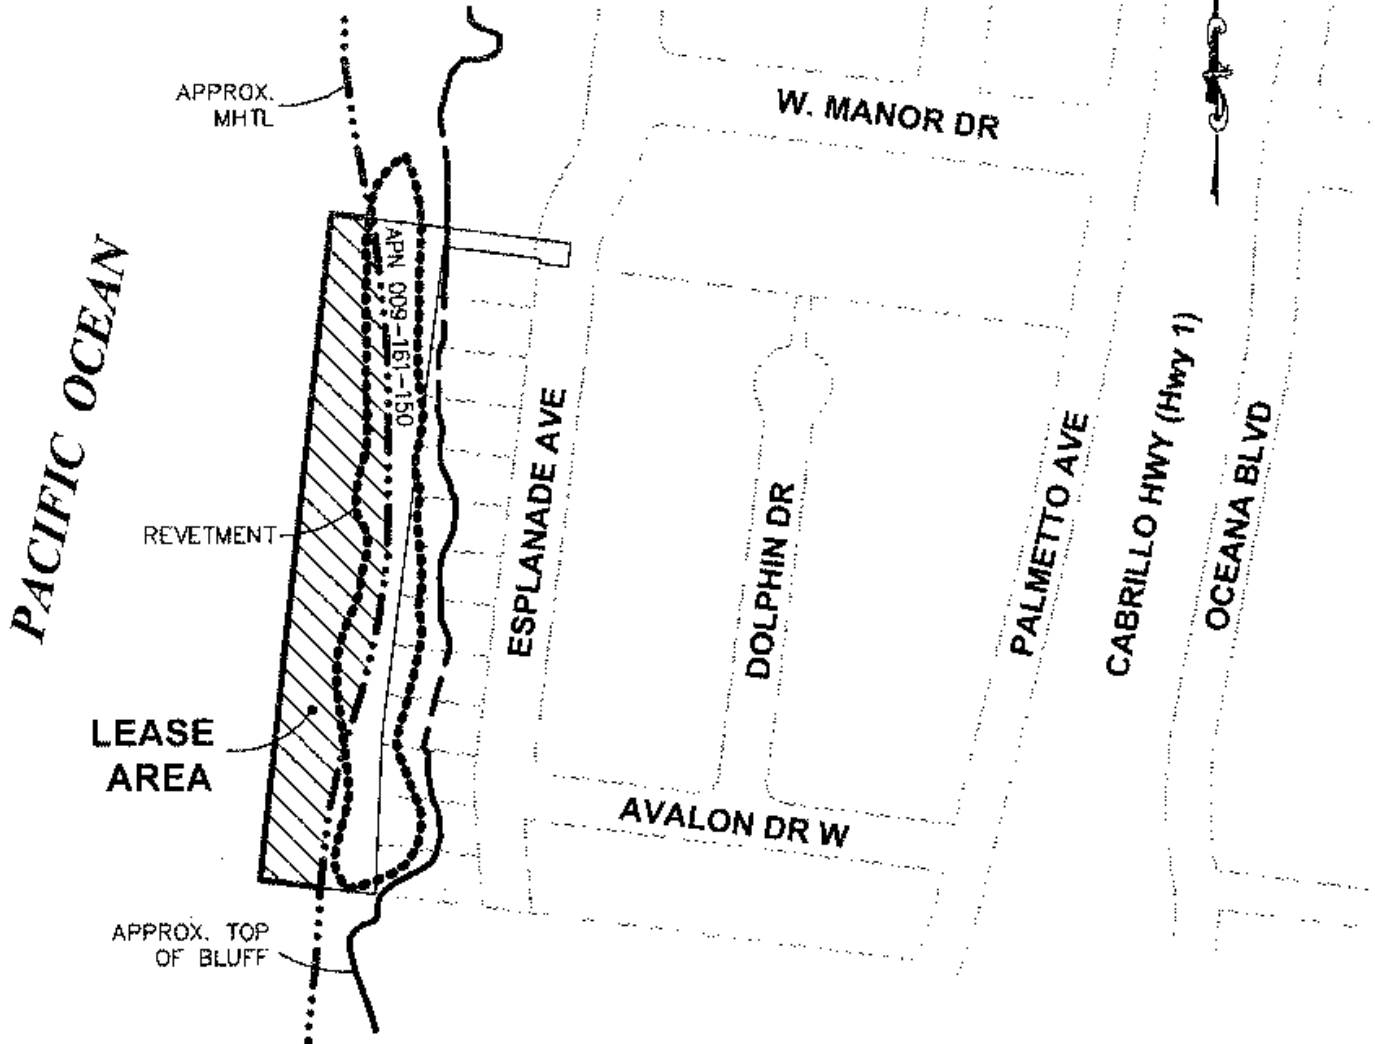 APPROX.
MHTL
W. MANOR DR
PACIFIC OCEAN
APN 009-161-150
CABRILLO HWY (Hwy 1)
ESPLANADE AVE
PALMETTO AVE
OCEANA BLVD
DOLPHIN DR
REVETMENT
LEASE
AREA
AVALON DR W
APPROX. TOP
OF BLUFF